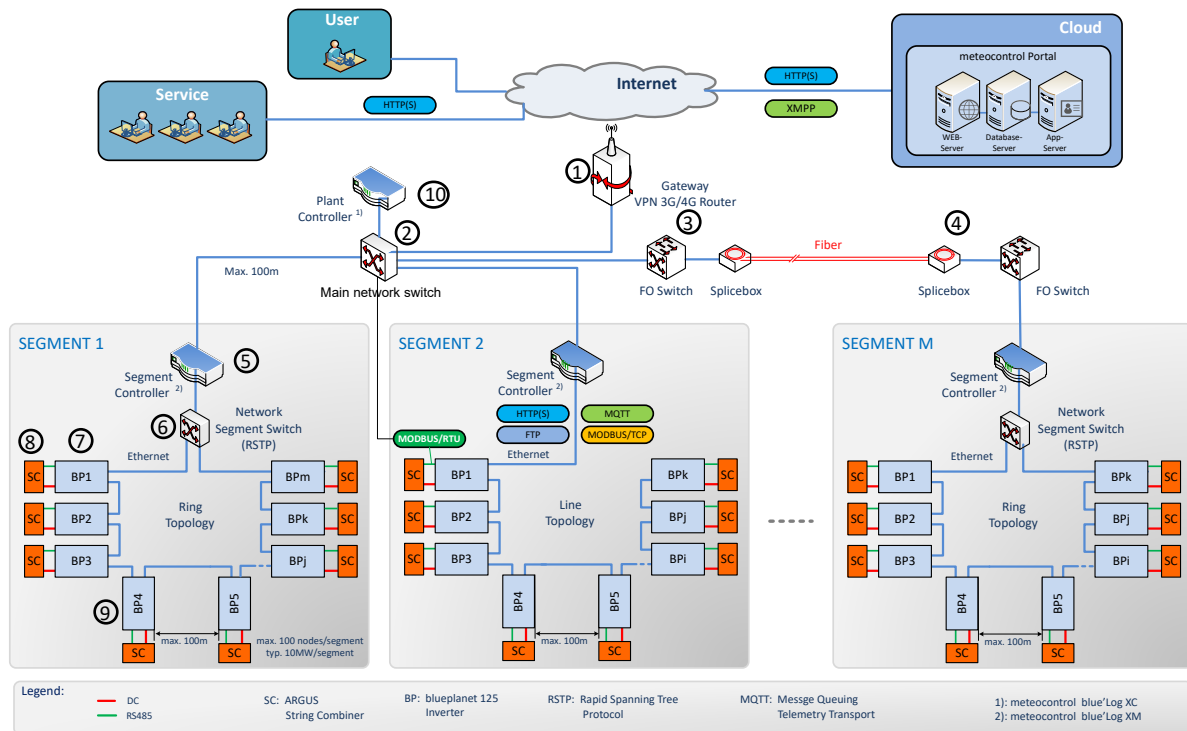 User
Service
HTTP(S)
Internet
HTTP(S)
XMPP
Cloud
meteocontrol Portal
WEB-
Server
Database-
Server
App-
Server
1
Gateway
VPN 3G/4G Router
Plant
Controller 1)
10
2
Main network switch
Max. 100m
3
FO Switch
Splicebox
Fiber
4
Splicebox
FO Switch
SEGMENT 1
Segment
Controller 2)
5
6
Network
Segment Switch
(RSTP)
Ethernet
8
7
SC
BP1
SC
BP2
SC
BP3
Ring
Topology
BPm
SC
BPk
SC
BPj
SC
9
BP4
BP5
max. 100m
SC
SC
max. 100 nodes/segment
typ. 10MW/segment
SEGMENT 2
Segment
Controller 2)
HTTP(S)
MQTT
FTP
MODBUS/TCP
MODBUS/RTU
Ethernet
SC
BP1
SC
BP2
SC
BP3
Line
Topology
BPk
SC
BPj
SC
BPi
SC
BP4
BP5
max. 100m
SC
SC
SEGMENT M
Segment
Controller 2)
Network
Segment Switch
(RSTP)
Ethernet
SC
BP1
SC
BP2
SC
BP3
Ring
Topology
BPk
SC
BPj
SC
BPi
SC
BP4
BP5
max. 100m
SC
SC
Legend:
DC
RS485
SC: ARGUS
String Combiner
BP: blueplanet 125
Inverter
RSTP: Rapid Spanning Tree
Protocol
MQTT: Messge Queuing
Telemetry Transport
1): meteocontrol blue'Log XC
2): meteocontrol blue'Log XM